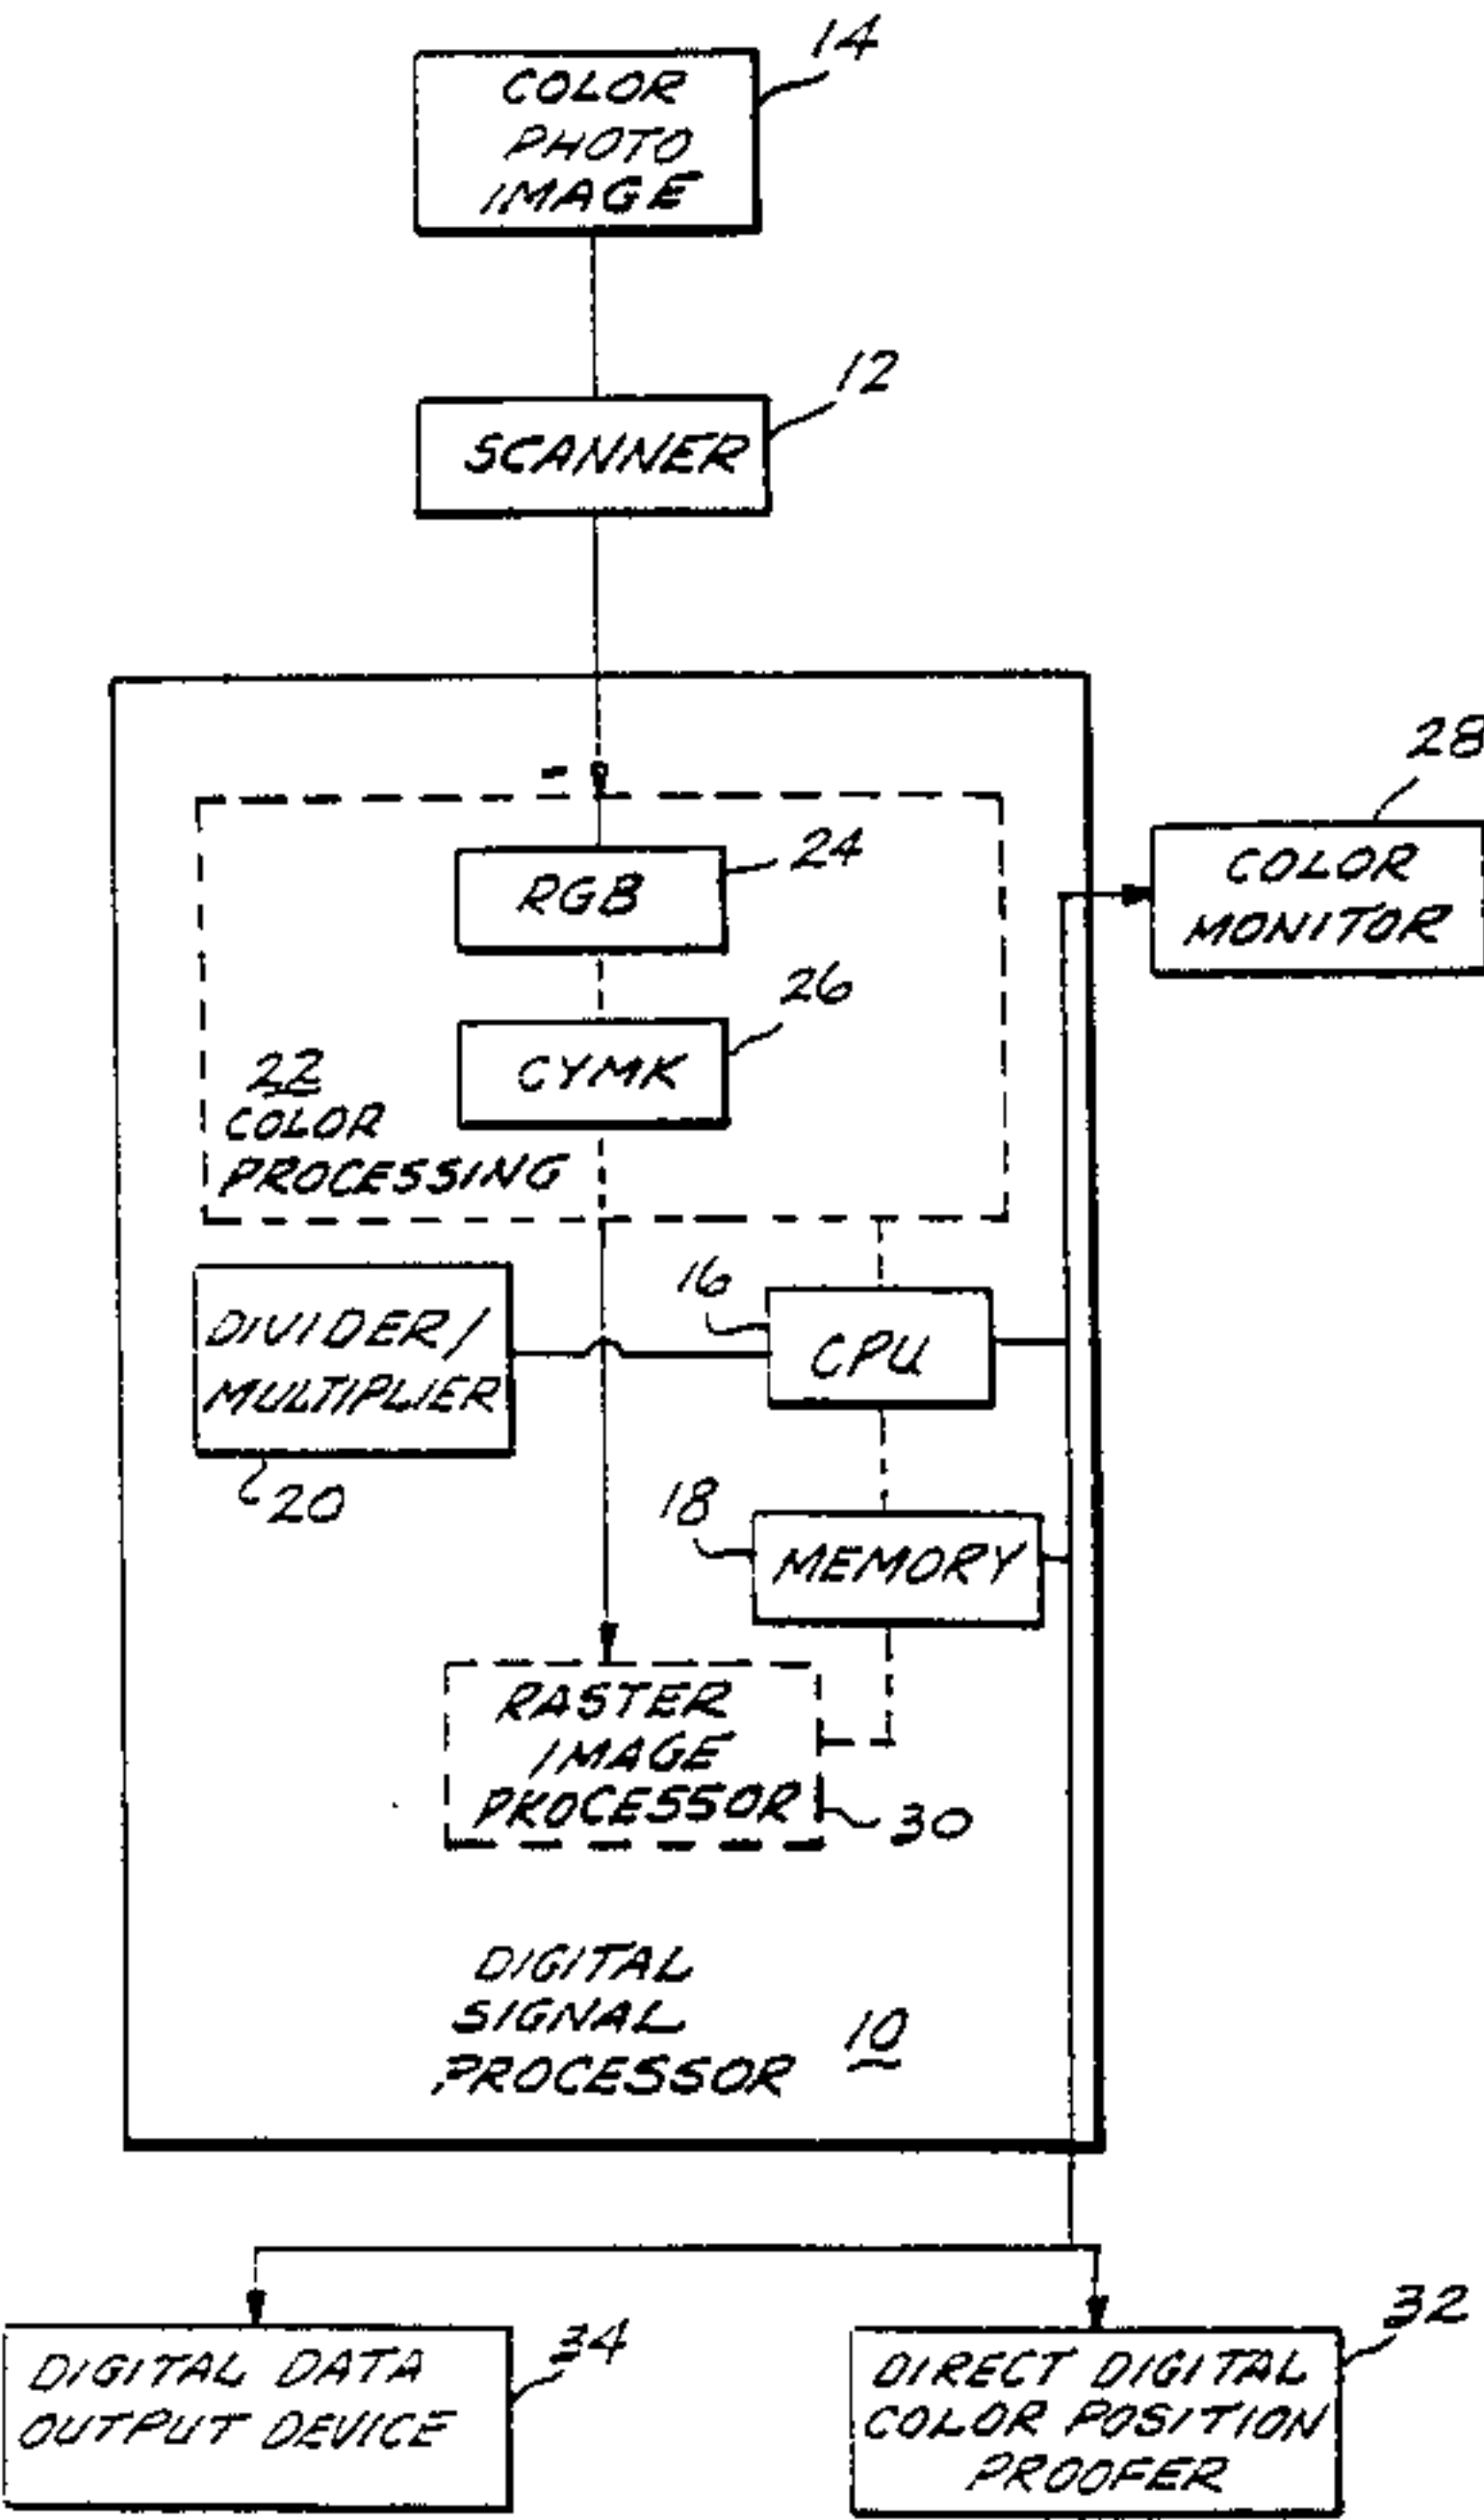 14
COLOR
PHOTO
IMAGE
12
SCANNER
28
24
RGB
COLOR
MONITOR
26
CYMK
22
COLOR
PROCESSING
16
DIVIDER/
MULTIPLIER
CPU
20
18
MEMORY
RASTER
IMAGE
PROCESSOR
30
DIGITAL
SIGNAL
PROCESSOR
10
34
32
DIGITAL DATA
OUTPUT DEVICE
DIRECT DIGITAL
COLOR POSITION
PROOFER